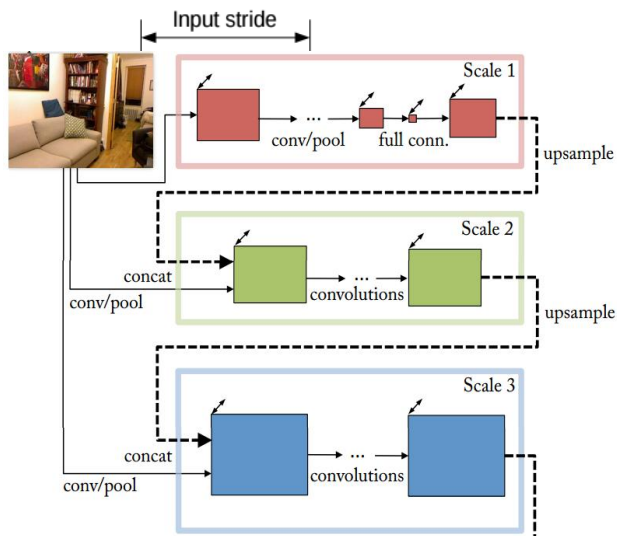 Input stride
Scale 1
conv/pool
full conn.
upsample
Scale 2
concat
conv/pool
convolutions
upsample
Scale 3
concat
conv/pool
convolutions